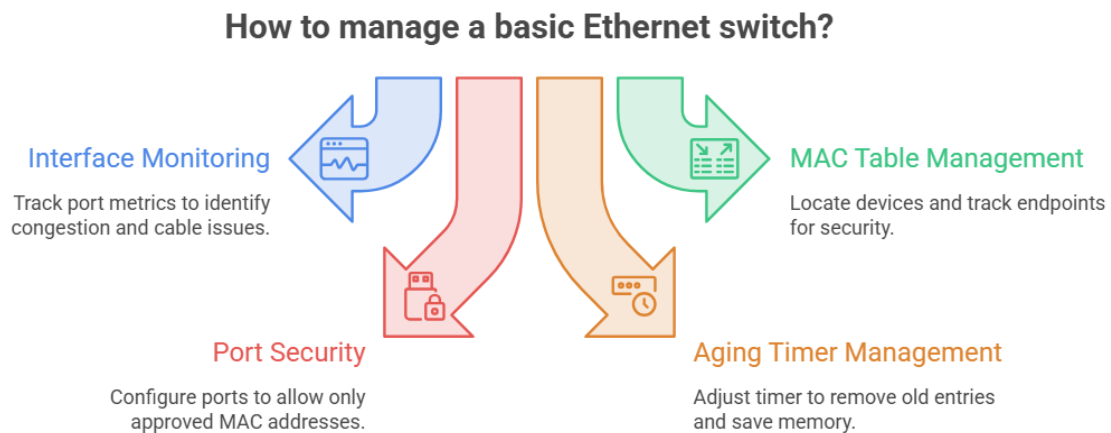 How to manage a basic Ethernet switch?
Interface Monitoring
Track port metrics to identify
congestion and cable issues.
MAC Table Management
Locate devices and track endpoints
for security.
Port Security
Configure ports to allow only
approved MAC addresses.
Aging Timer Management
Adjust timer to remove old entries
and save memory.